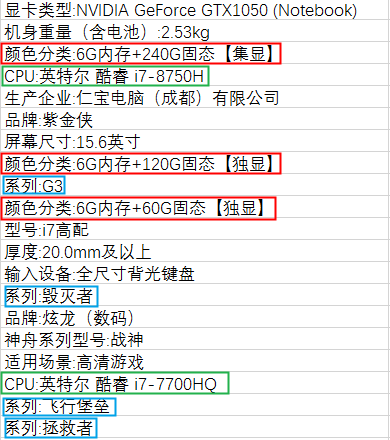 显卡类型:NVIDIA GeForce GTX1050 (Notebook)
机身重量（含电池）:2.53kg
颜色分类:6G内存+240G固态【集显】
CPU:英特尔 酷睿 i7-8750H
生产企业:仁宝电脑（成都）有限公司
品牌:紫金侠
屏幕尺寸:15.6英寸
颜色分类:6G内存+120G固态【独显】
系列:G3
颜色分类:6G内存+60G固态【独显】
型号:i7高配
厚度:20.0mm及以上
输入设备:全尺寸背光键盘
系列:毁灭者
品牌:炫龙（数码）
神舟系列型号:战神
适用场景:高清游戏
CPU:英特尔 酷睿 i7-7700HQ
系列:飞行堡垒
系列:拯救者